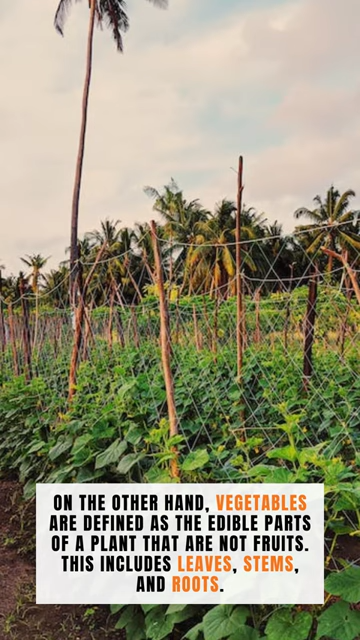 ON THE OTHER HAND, VEGETABLES
ARE DEFINED AS THE EDIBLE PARTS
OF A PLANT THAT ARE NOT FRUITS.
THIS INCLUDES LEAVES, STEMS,
AND ROOTS.